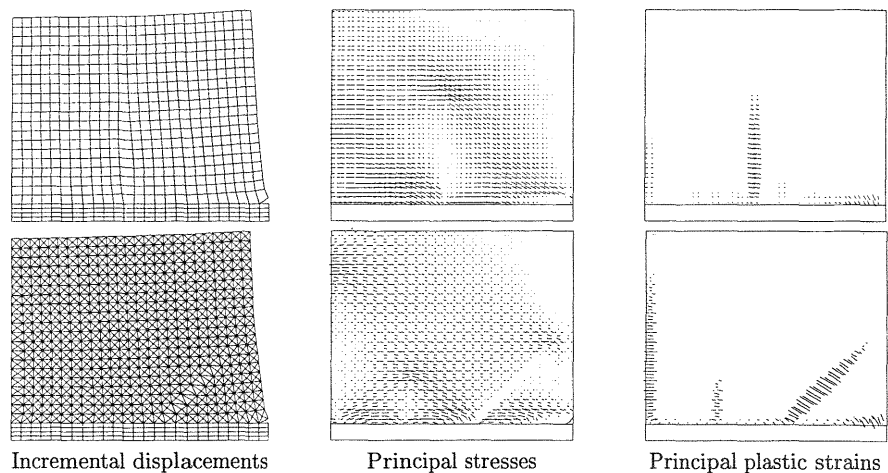 Incremental displacements
Principal stresses
Principal plastic strains